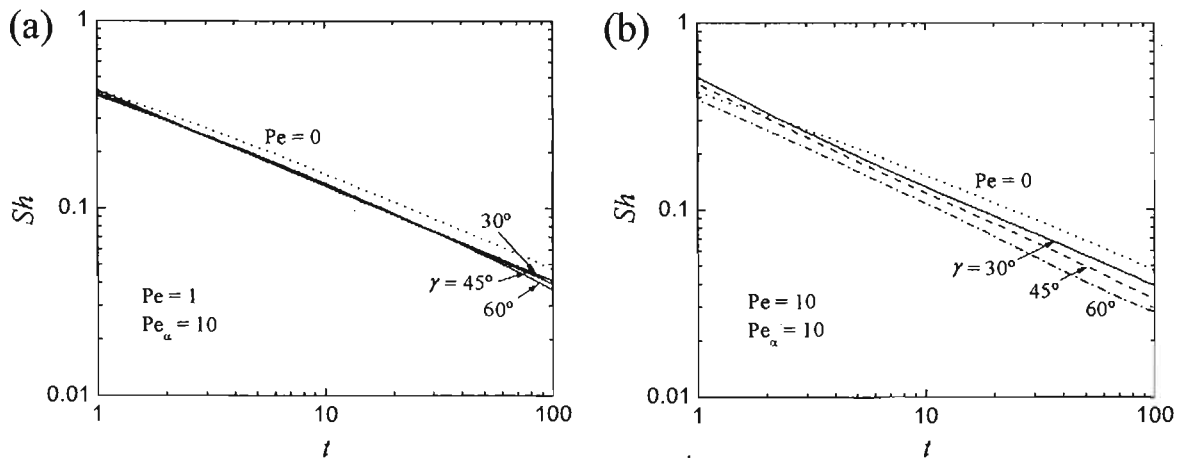 (a)
1
0.1
0.01
Sh
Pe = 0
30°
γ = 45°
60°
Pe = 1
Pe_α = 10
1
10
100
t
(b)
1
0.1
0.01
Sh
Pe = 0
γ = 30°
45°
60°
Pe = 10
Pe_α = 10
1
10
100
t